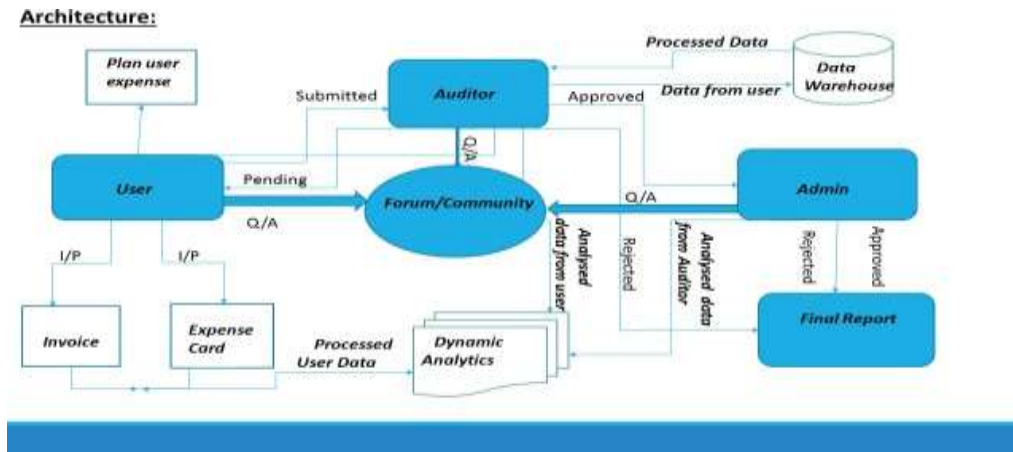 Architecture:
Plan user
expense
Processed Data
Data
Warehouse
Submitted
Auditor
Approved
Data from user
Q/A
User
Pending
Forum/Community
Q/A
Admin
Q/A
I/P
I/P
Analysed
data from user
Rejected
Analysed data
from Auditor
Rejected
Approved
Invoice
Expense
Card
Processed
User Data
Dynamic
Analytics
Final Report